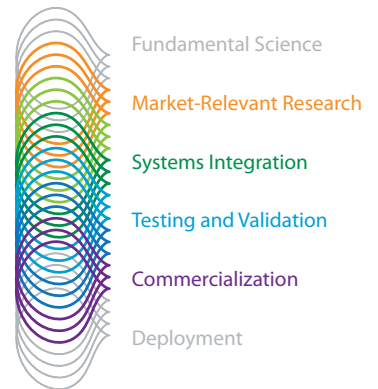 Fundamental Science
Market-Relevant Research
Systems Integration
Testing and Validation
Commercialization
Deployment